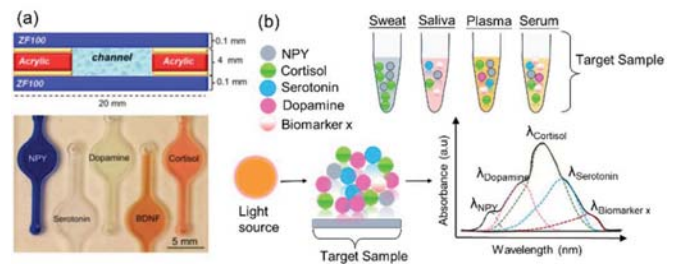 (a)
ZF100
Acrylic
channel
Acrylic
ZF100
0.1 mm
4 mm
0.1 mm
20 mm
NPY
Dopamine
Cortisol
Serotonin
BDNF
5 mm
(b)
Sweat
Saliva
Plasma
Serum
NPY
Cortisol
Serotonin
Dopamine
Biomarker x
Target Sample
Light
source
Target Sample
Absorbance (a.u)
λNPY
λDopamine
λCortisol
λSerotonin
λBiomarker x
Wavelength (nm)